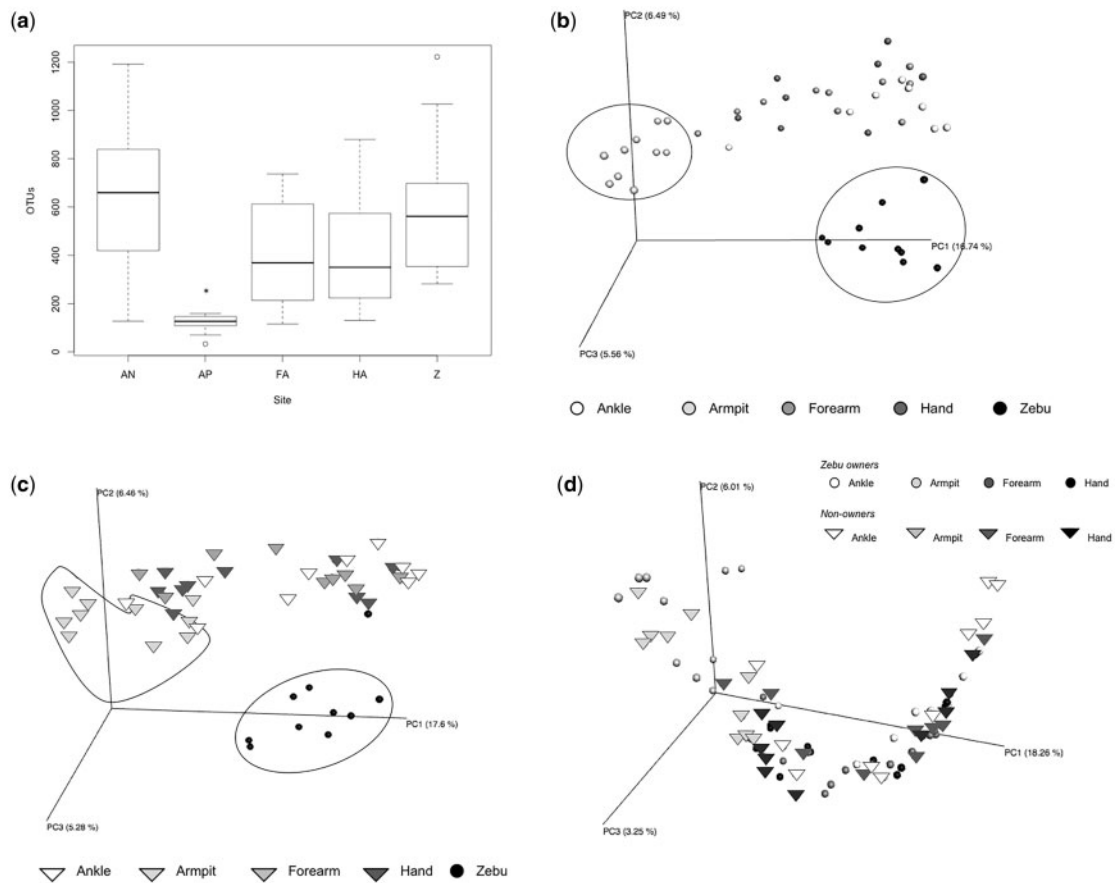 (a)
1200
1000
800
600
400
200
0
OTUs
AN AP FA HA Z
Site
(b)
PC2 (6.49 %)
PC1 (16.74 %)
PC3 (5.56 %)
Ankle Armpit Forearm Hand Zebu
(c)
PC2 (6.46 %)
PC1 (17.6 %)
PC3 (5.28 %)
Ankle Armpit Forearm Hand Zebu
(d)
Zebu owners
Ankle Armpit Forearm Hand
Non-owners
Ankle Armpit Forearm Hand
PC2 (6.01 %)
PC1 (18.26 %)
PC3 (3.25 %)